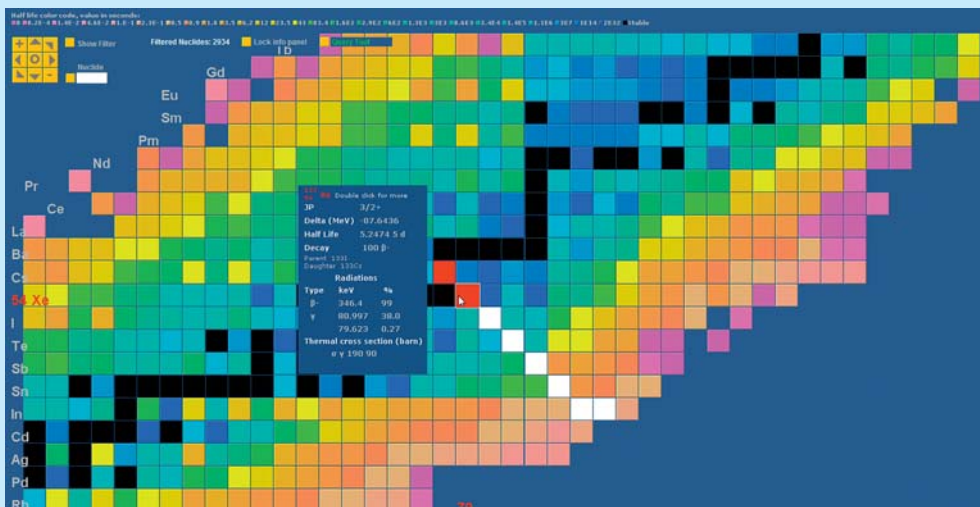 Half life color code, value in seconds:
Show Filter
Filtered Nuclides: 2934
Lock info panel
Query Tool
Nuclide
Tb
Gd
Eu
Sm
Pm
Nd
Pr
Ce
La
Ba
Cs
54 Xe
I
Te
Sb
Sn
In
Cd
Ag
Pd
Rh
Xe Double click for more
JP 3/2+
Delta (MeV) -87.6436
Half Life 5.2474 5 d
Decay 100 β-
Parent 133I
Daughter 133Cs
Radiations
Type keV %
β- 346.4 99
γ 80.997 38.0
79.623 0.27
Thermal cross section (barn)
σ γ 190 90